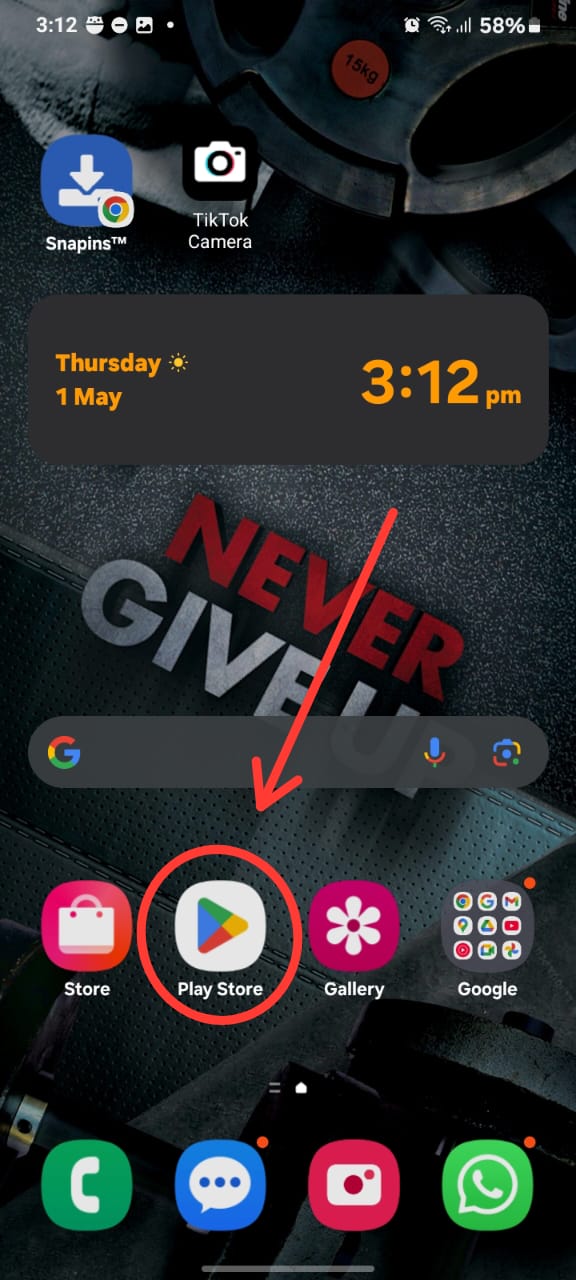 3:12
58%
15kg
Snapins™
TikTok
Camera
Thursday
1 May
3:12 pm
NEVER
GIVE UP
Store
Play Store
Gallery
Google